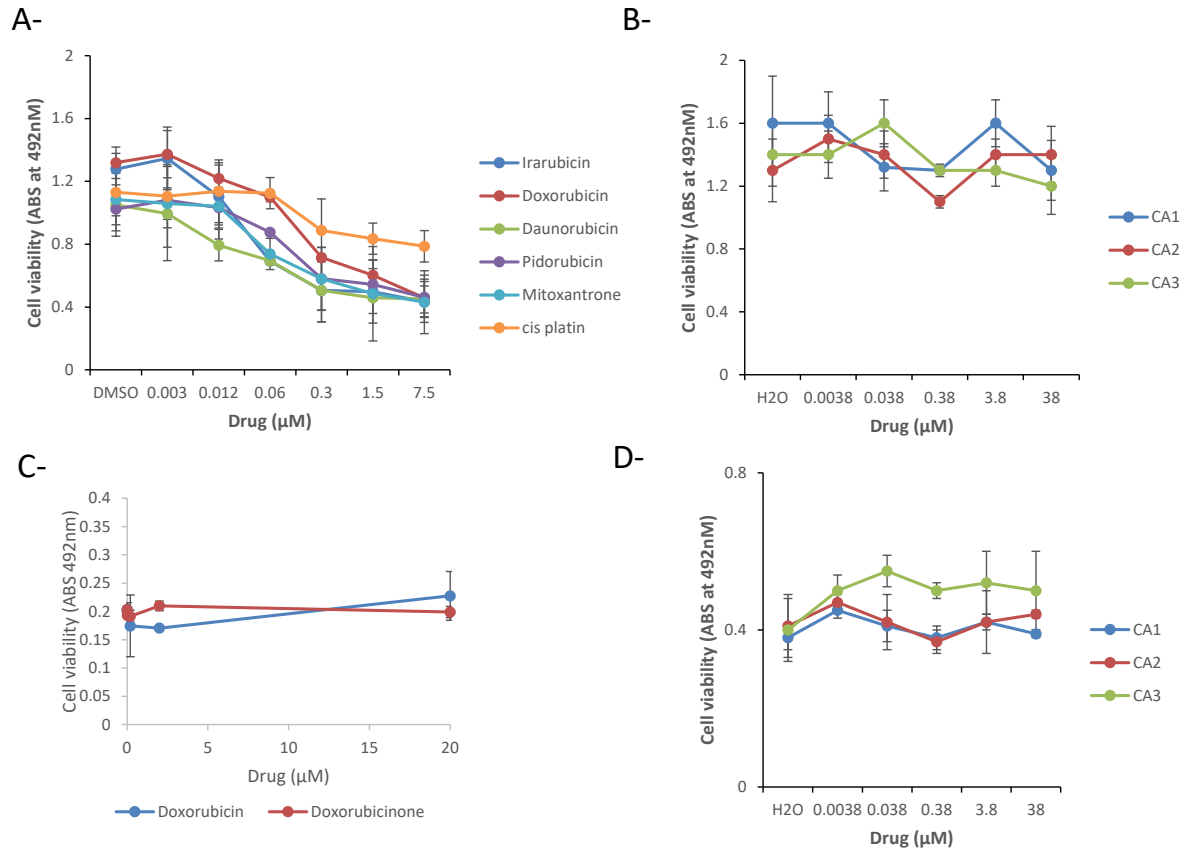 A-
Cell viability (ABS at 492nM)
2
1.6
1.2
0.8
0.4
0
DMSO 0.003 0.012 0.06 0.3 1.5 7.5
Drug (µM)
Irarubicin
Doxorubicin
Daunorubicin
Pidorubicin
Mitoxantrone
cis platin
B-
Cell viability (ABS at 492nM)
2
1.6
1.2
0.8
0.4
0
H2O 0.0038 0.038 0.38 3.8 38
Drug (µM)
CA1
CA2
CA3
C-
Cell viability (ABS 492nm)
0.4
0.35
0.3
0.25
0.2
0.15
0.1
0.05
0
0 5 10 15 20
Drug (µM)
Doxorubicin Doxorubicinone
D-
Cell viability (ABS at 492nM)
0.8
0.4
0
H2O 0.0038 0.038 0.38 3.8 38
Drug (µM)
CA1
CA2
CA3